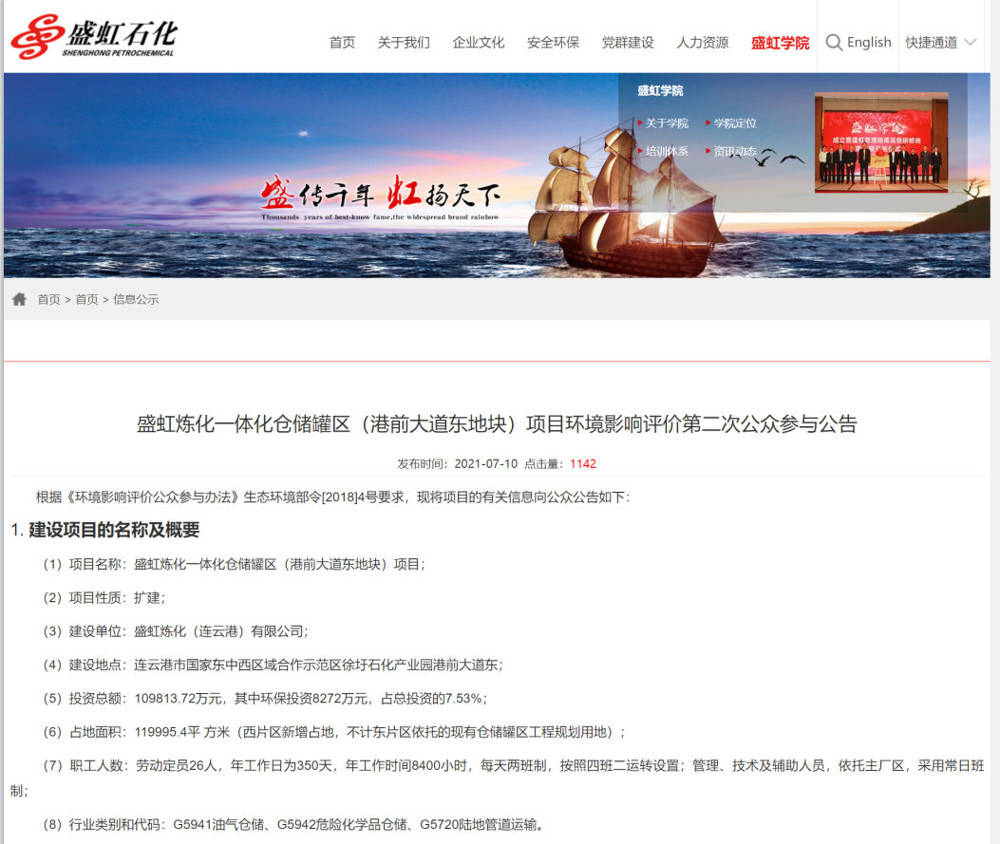 盛虹石化
SHENGHONG PETROCHEMICAL
首页 关于我们 企业文化 安全环保 党群建设 人力资源 盛虹学院 English 快捷通道
盛虹学院
关于学院 学院定位
培训体系 资讯动态
盛虹学院
成立暨盛虹管理精英高级研修班
盛传千年 虹扬天下
Thousands years of best-know fame,the widespread brand rainbow
首页 > 首页 > 信息公示
盛虹炼化一体化仓储罐区（港前大道东地块）项目环境影响评价第二次公众参与公告
发布时间：2021-07-10 点击量：1142
根据《环境影响评价公众参与办法》生态环境部令[2018]4号要求，现将项目的有关信息向公众公告如下：
1. 建设项目的名称及概要
（1）项目名称：盛虹炼化一体化仓储罐区（港前大道东地块）项目；
（2）项目性质：扩建；
（3）建设单位：盛虹炼化（连云港）有限公司；
（4）建设地点：连云港市国家东中西区域合作示范区徐圩石化产业园港前大道东；
（5）投资总额：109813.72万元，其中环保投资8272万元，占总投资的7.53%；
（6）占地面积：119995.4平 方米（西片区新增占地，不计东片区依托的现有仓储罐区工程规划用地）；
（7）职工人数：劳动定员26人，年工作日为350天，年工作时间8400小时，每天两班制，按照四班二运转设置；管理、技术及辅助人员，依托主厂区，采用常日班
制；
（8）行业类别和代码：G5941油气仓储、G5942危险化学品仓储、G5720陆地管道运输。